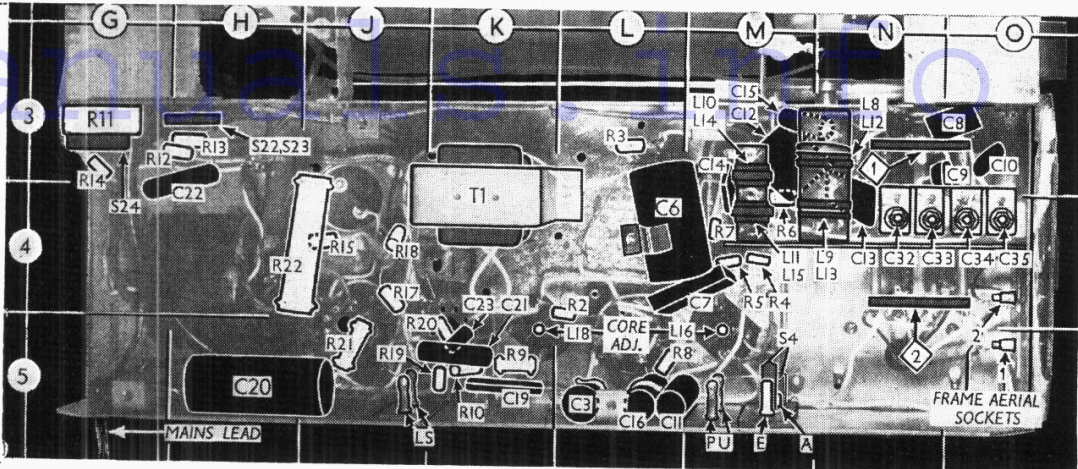 G H J K L M N O
anuals.info
3
R11
R12
R13
S22,S23
R14
S24
C22
R3
C15
L10
C12
L14
L8
L12
C8
1
C14
C9
C10
T1
C6
R7
R6
4
R15
R22
R18
L11
L15
L9
L13
C13
C32
C33
C34
C35
R17
C23
C21
R2
C7
R5
R4
R20
L18
CORE
ADJ.
L16
S4
2
2
R21
R19
R9
R8
1
5
C20
R10
C19
C3
C16
C11
FRAME AERIAL
SOCKETS
MAINS LEAD
LS
PU
E
A